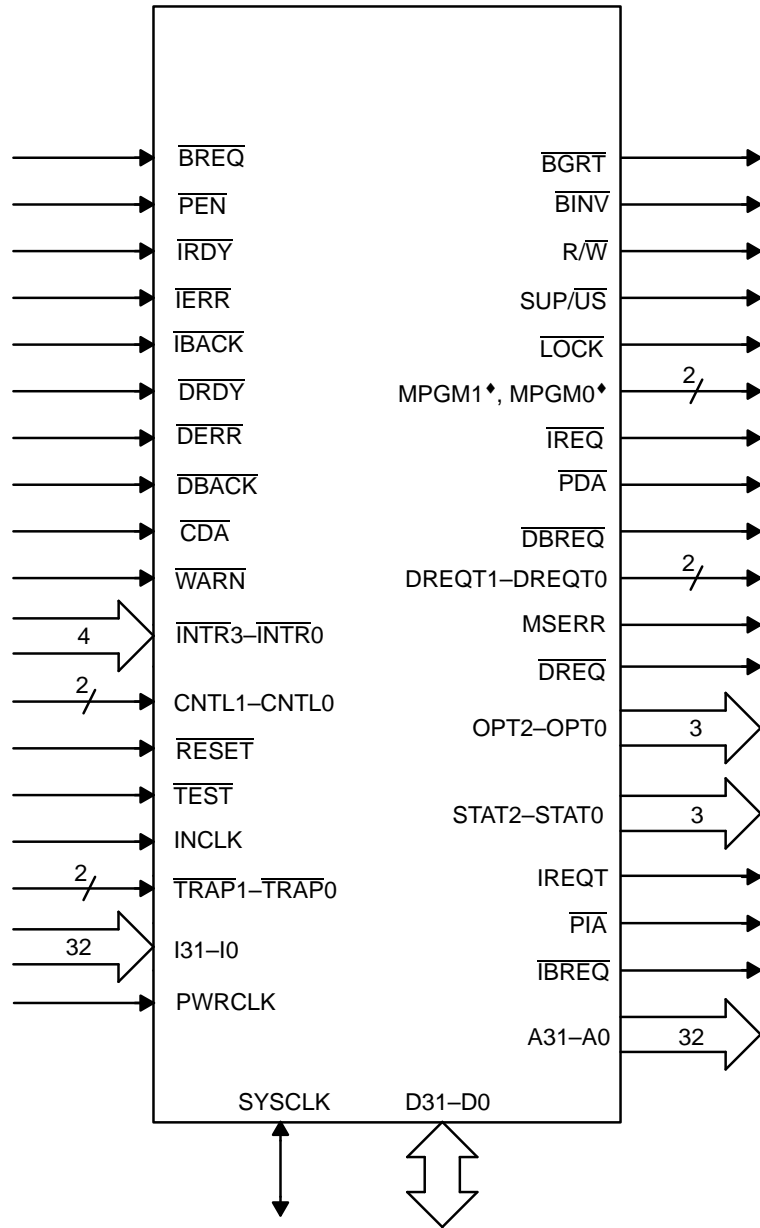 BREQ
PEN
IRDY
IERR
IBACK
DRDY
DERR
DBACK
CDA
WARN
4
INTR3–INTR0
2
CNTL1–CNTL0
RESET
TEST
INCLK
2
TRAP1–TRAP0
32
I31–I0
PWRCLK
BGRT
BINV
R/W
SUP/US
LOCK
MPGM1♦, MPGM0♦
2
IREQ
PDA
DBREQ
DREQT1–DREQT0
2
MSERR
DREQ
OPT2–OPT0
3
STAT2–STAT0
3
IREQT
PIA
IBREQ
A31–A0
32
SYSCLK
D31–D0